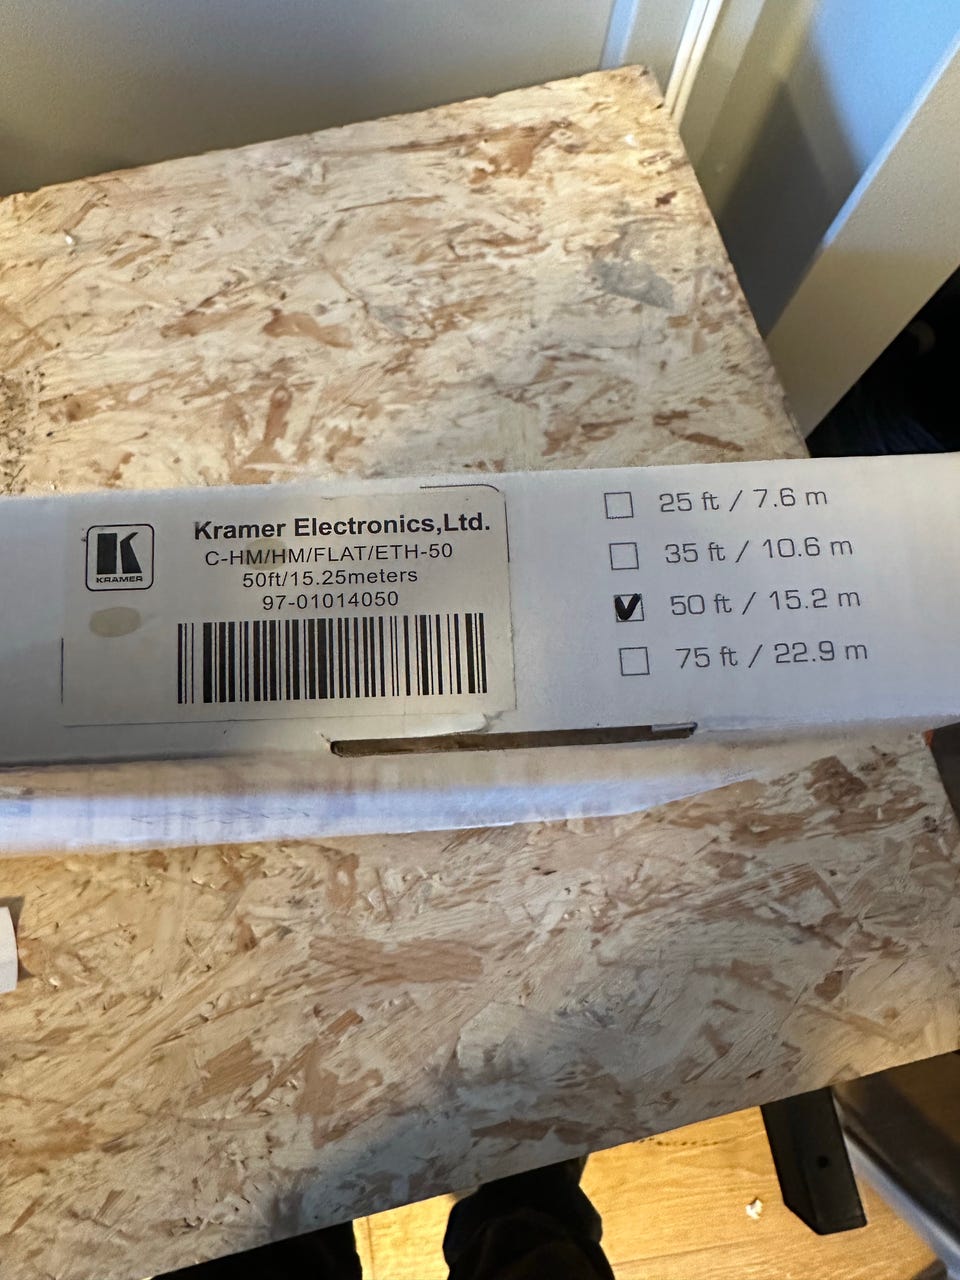 Kramer Electronics,Ltd.
C-HM/HM/FLAT/ETH-50
50ft/15.25meters
97-01014050
K
KRAMER
25 ft / 7.6 m
35 ft / 10.6 m
50 ft / 15.2 m
75 ft / 22.9 m